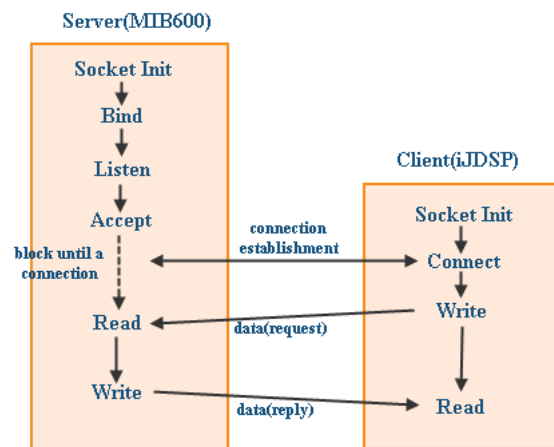 Server(MIB600)
Socket Init
Bind
Listen
Accept
block until a
connection
Read
Write
connection
establishment
data(request)
data(reply)
Client(iJDSP)
Socket Init
Connect
Write
Read